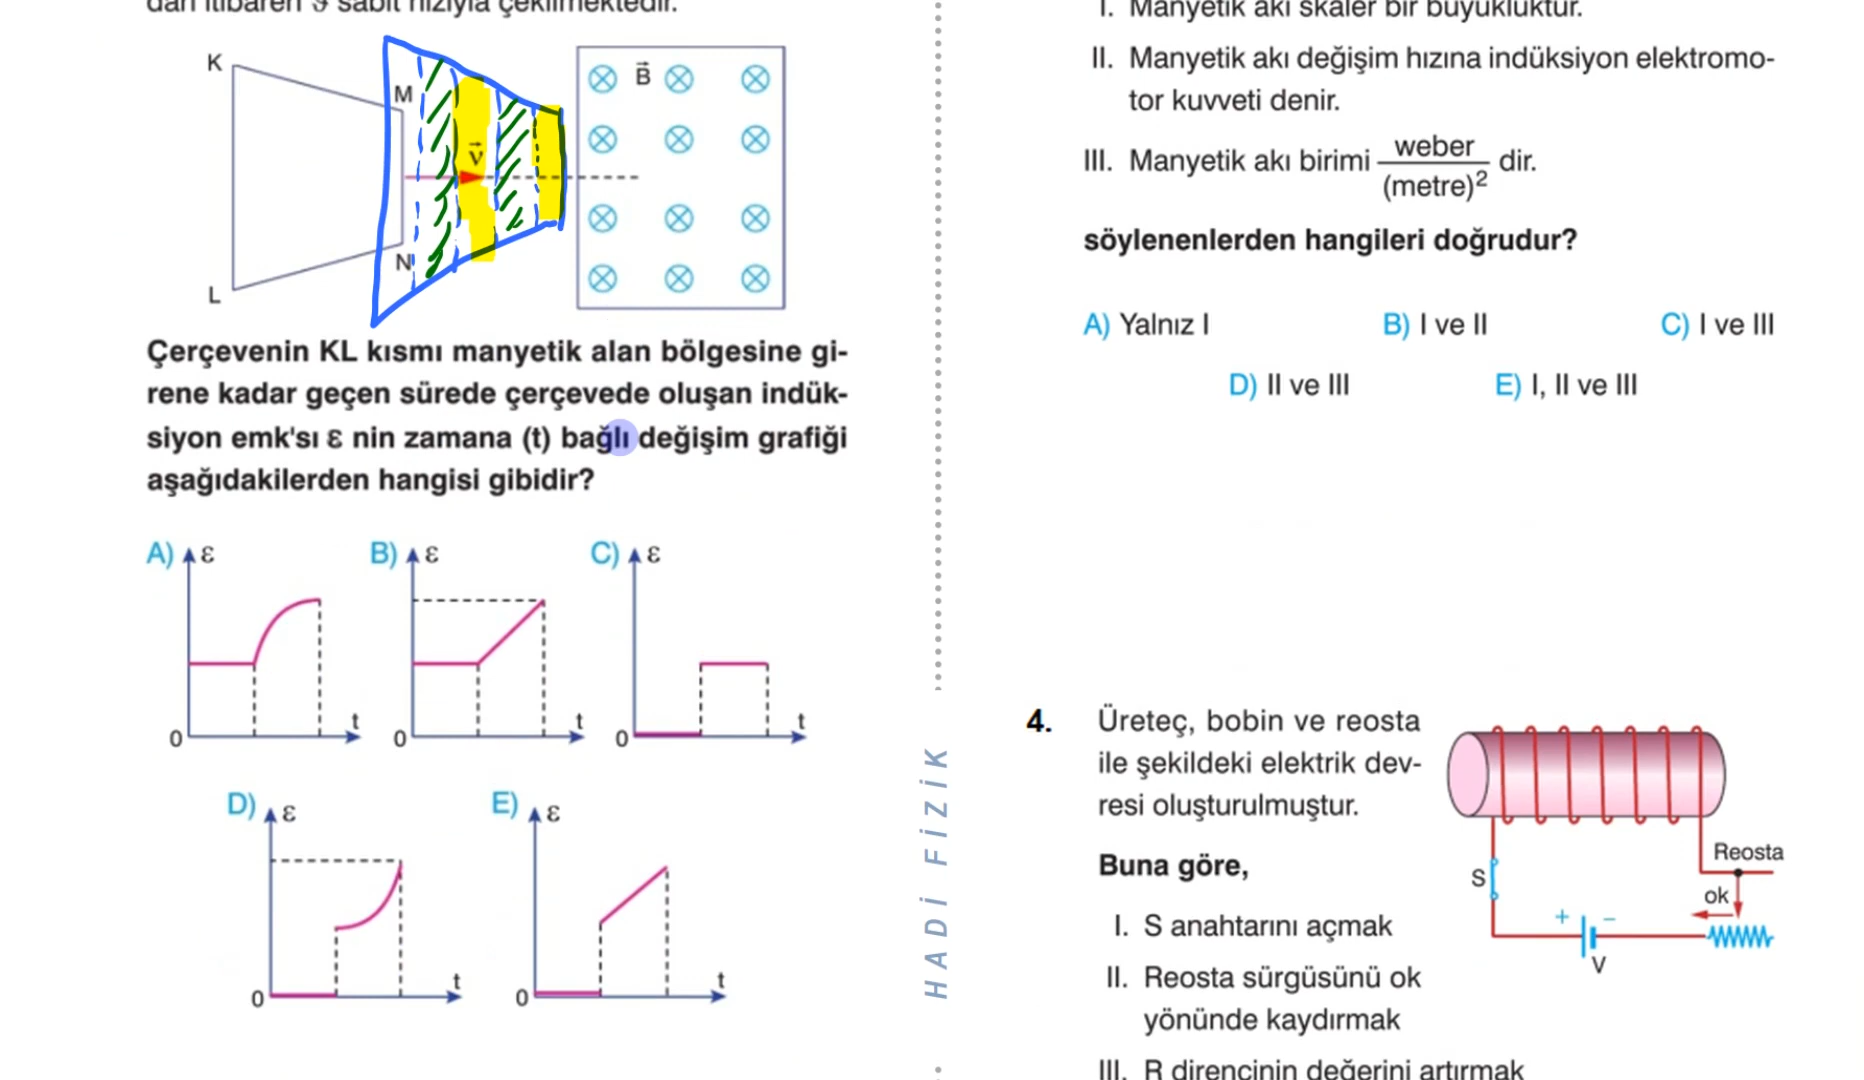 dan itibaren ϑ sabit hızıyla çekilmektedir.
K
M
N
L
v
B
Çerçevenin KL kısmı manyetik alan bölgesine gi-
rene kadar geçen sürede çerçevede oluşan indük-
siyon emk'sı ε nin zamana (t) bağlı değişim grafiği
aşağıdakilerden hangisi gibidir?
A) ε
0 t
B) ε
0 t
C) ε
0 t
D) ε
0 t
E) ε
0 t
HADİ FİZİK
I. Manyetik akı skaler bir büyüklüktür.
II. Manyetik akı değişim hızına indüksiyon elektromo-
tor kuvveti denir.
III. Manyetik akı birimi weber/(metre)² dir.
söylenenlerden hangileri doğrudur?
A) Yalnız I B) I ve II C) I ve III
D) II ve III E) I, II ve III
4. Üreteç, bobin ve reosta
ile şekildeki elektrik dev-
resi oluşturulmuştur.
Buna göre,
I. S anahtarını açmak
II. Reosta sürgüsünü ok
yönünde kaydırmak
III. R direncinin değerini artırmak
S
Reosta
ok
+ −
V